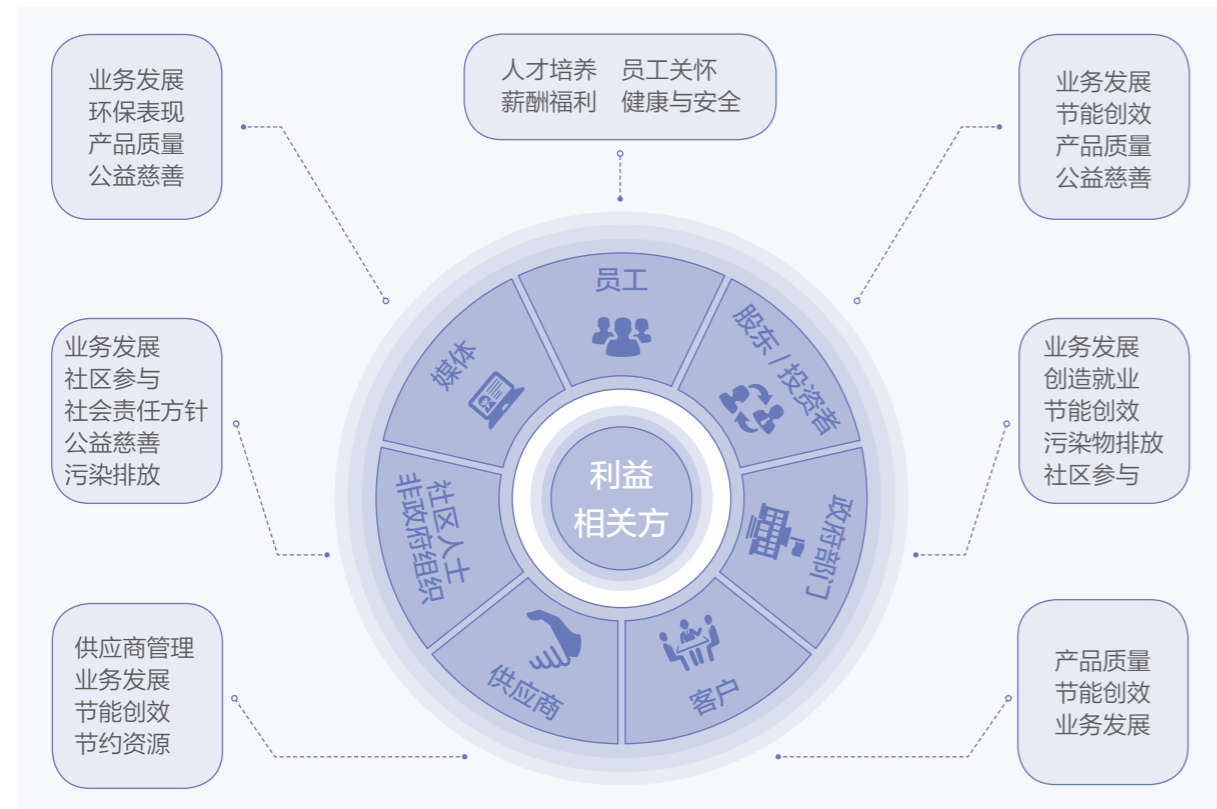 业务发展
环保表现
产品质量
公益慈善
人才培养 员工关怀
薪酬福利 健康与安全
业务发展
节能创效
产品质量
公益慈善
员工
媒体
股东 / 投资者
业务发展
社区参与
社会责任方针
公益慈善
污染排放
业务发展
创造就业
节能创效
污染物排放
社区参与
利益
相关方
社区人士
非政府组织
政府部门
供应商
客户
供应商管理
业务发展
节能创效
节约资源
产品质量
节能创效
业务发展